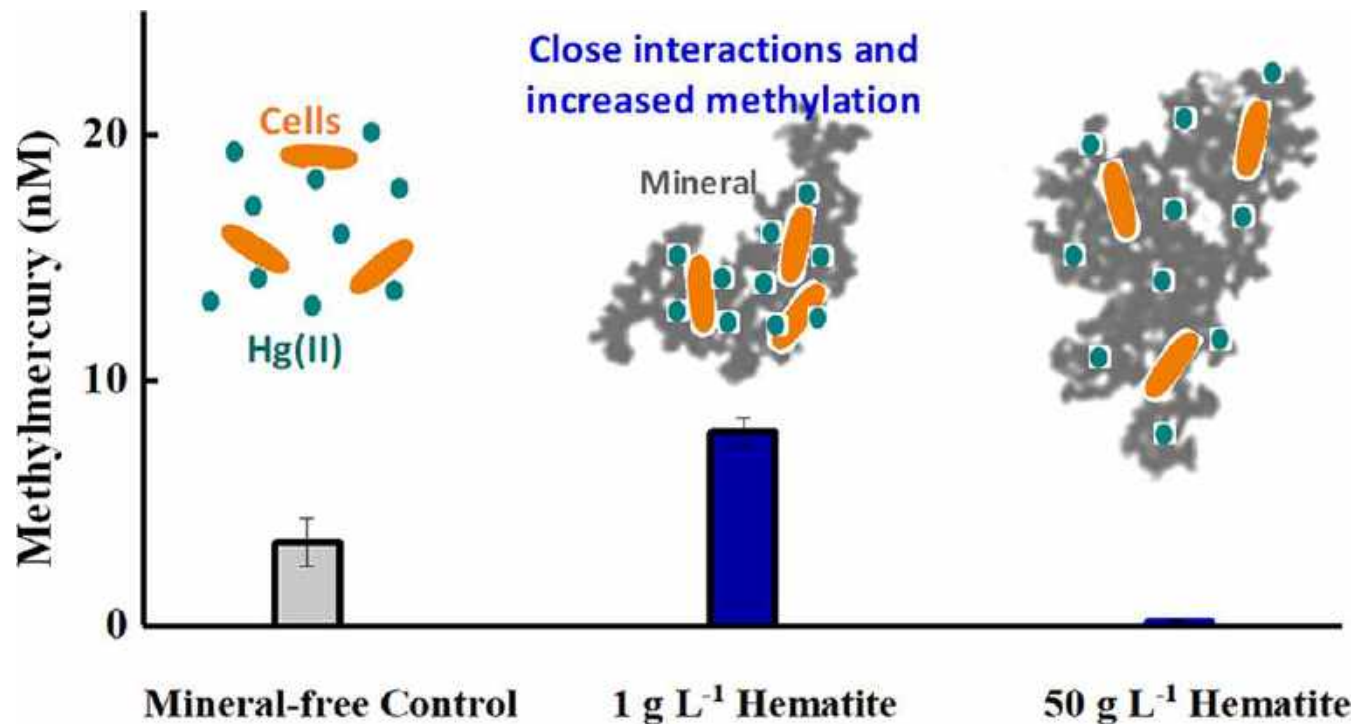 Close interactions and
increased methylation
Cells
Mineral
Hg(II)
Methylmercury (nM)
20
10
0
Mineral-free Control
1 g L⁻¹ Hematite
50 g L⁻¹ Hematite